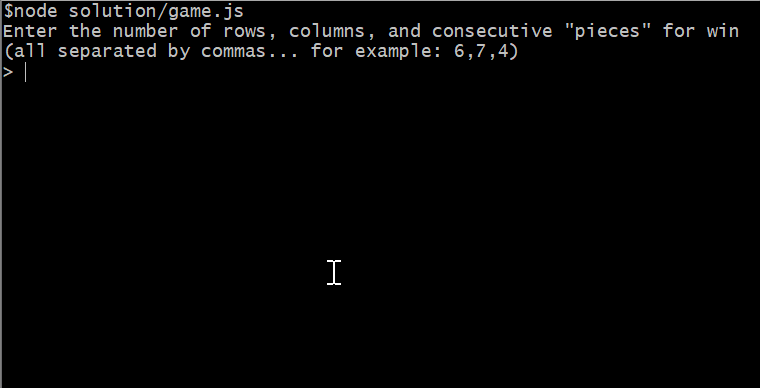 $node solution/game.js
Enter the number of rows, columns, and consecutive "pieces" for win
(all separated by commas... for example: 6,7,4)
>